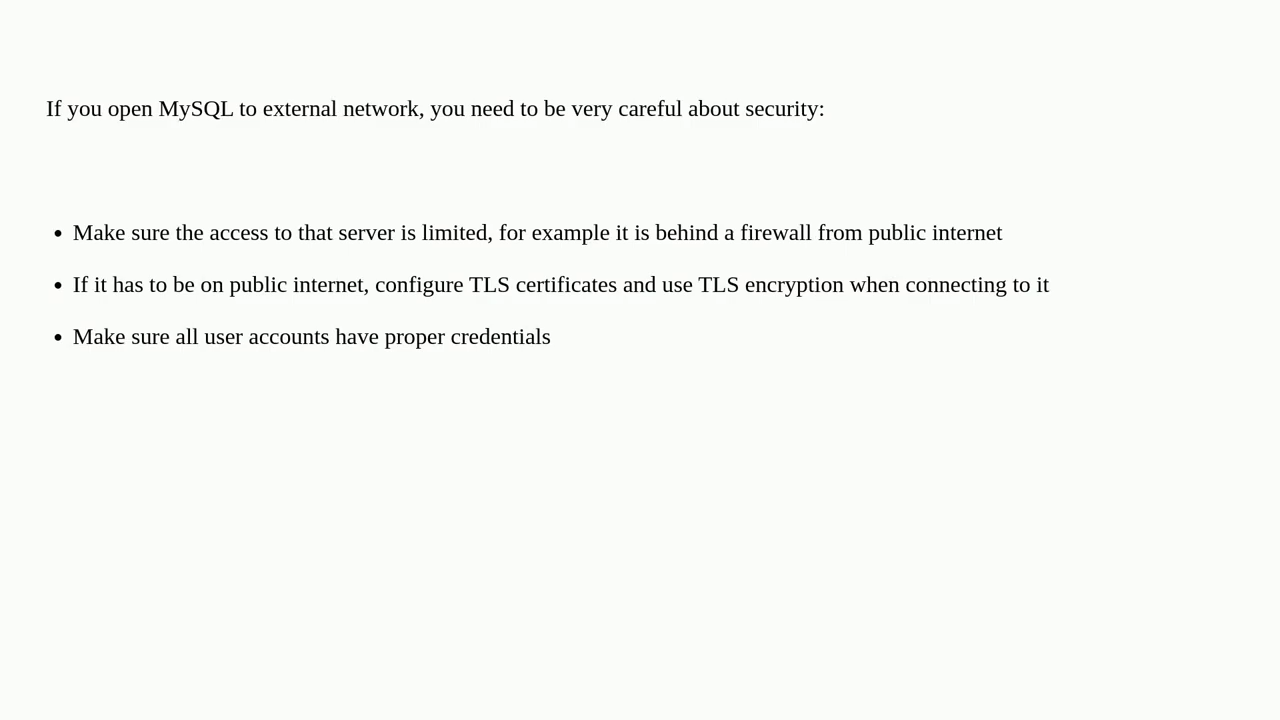 If you open MySQL to external network, you need to be very careful about security:
• Make sure the access to that server is limited, for example it is behind a firewall from public internet
• If it has to be on public internet, configure TLS certificates and use TLS encryption when connecting to it
• Make sure all user accounts have proper credentials